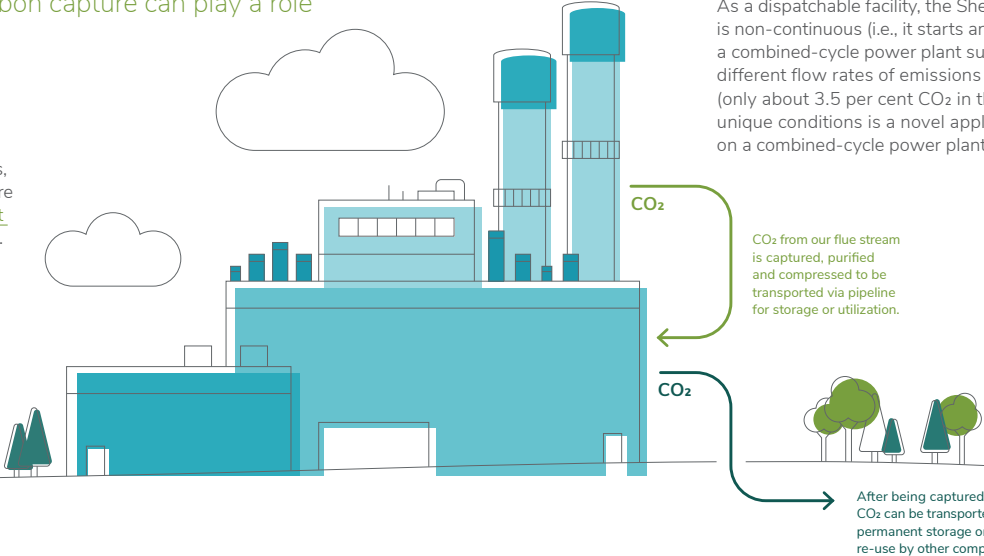 bon capture can play a role
As a dispatchable facility, the She
is non-continuous (i.e., it starts an
a combined-cycle power plant su
different flow rates of emissions
(only about 3.5 per cent CO₂ in th
unique conditions is a novel appl
on a combined-cycle power plant
s,
re
t
.
CO₂
CO₂ from our flue stream
is captured, purified
and compressed to be
transported via pipeline
for storage or utilization.
CO₂
After being captured
CO₂ can be transporte
permanent storage o
re-use by other comp